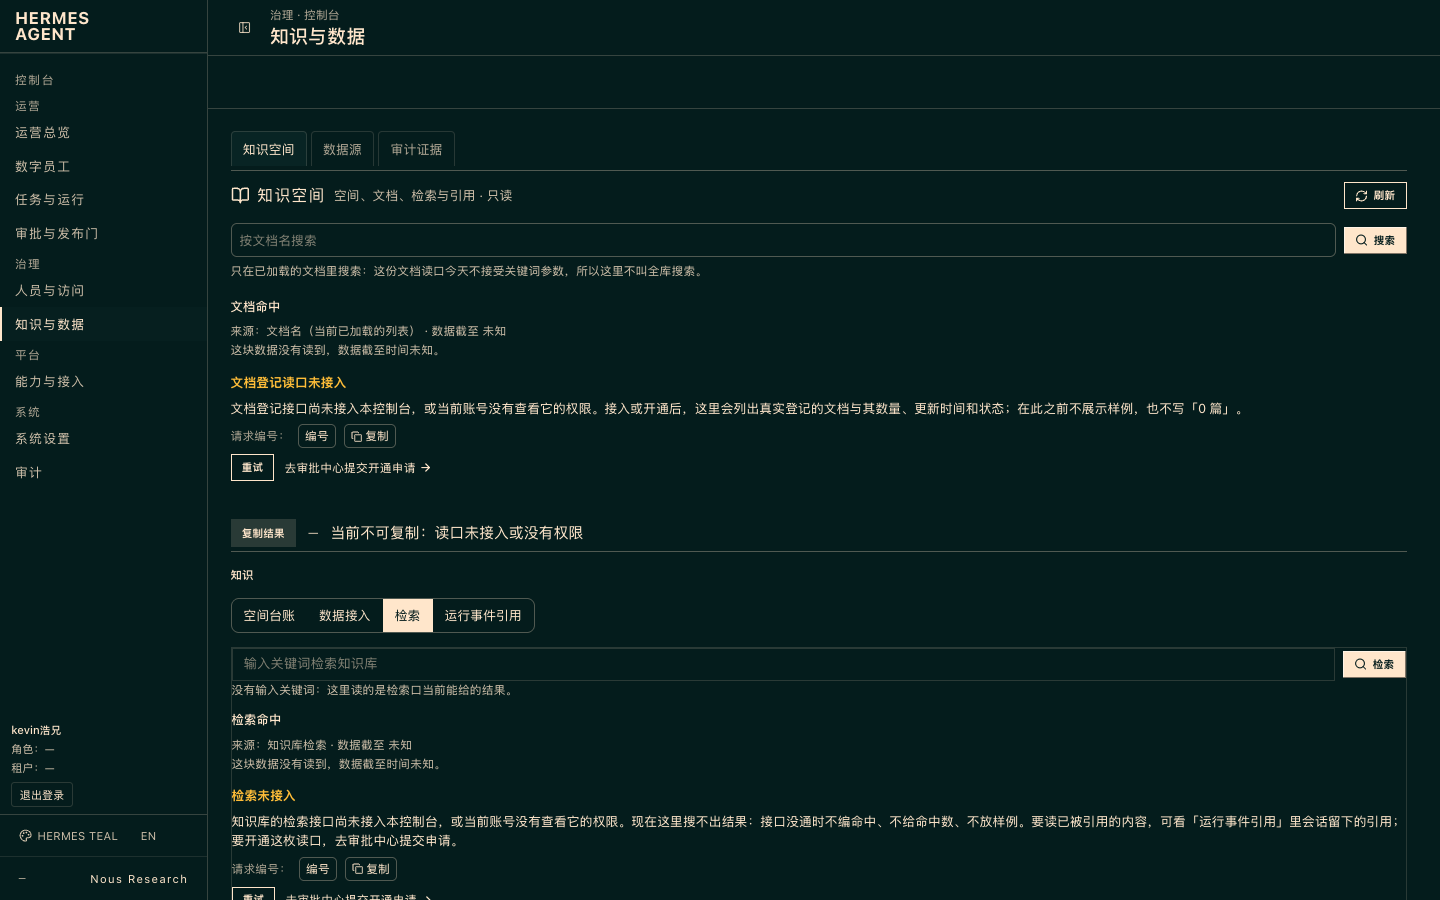 HERMES
AGENT
控制台
运营
运营总览
数字员工
任务与运行
审批与发布门
治理
人员与访问
知识与数据
平台
能力与接入
系统
系统设置
审计
kevin浩兄
角色：—
租户：—
退出登录
HERMES TEAL EN
— Nous Research
治理 · 控制台
知识与数据
知识空间 数据源 审计证据
知识空间 空间、文档、检索与引用 · 只读 刷新
按文档名搜索 搜索
只在已加载的文档里搜索：这份文档读口今天不接受关键词参数，所以这里不叫全库搜索。
文档命中
来源：文档名（当前已加载的列表） · 数据截至 未知
这块数据没有读到，数据截至时间未知。
文档登记读口未接入
文档登记接口尚未接入本控制台，或当前账号没有查看它的权限。接入或开通后，这里会列出真实登记的文档与其数量、更新时间和状态；在此之前不展示样例，也不写「0 篇」。
请求编号： 编号 复制
重试 去审批中心提交开通申请 →
复制结果 — 当前不可复制：读口未接入或没有权限
知识
空间台账 数据接入 检索 运行事件引用
输入关键词检索知识库 检索
没有输入关键词：这里读的是检索口当前能给的结果。
检索命中
来源：知识库检索 · 数据截至 未知
这块数据没有读到，数据截至时间未知。
检索未接入
知识库的检索接口尚未接入本控制台，或当前账号没有查看它的权限。现在这里搜不出结果：接口没通时不编命中、不给命中数、不放样例。要读已被引用的内容，可看「运行事件引用」里会话留下的引用；
要开通这枚读口，去审批中心提交申请。
请求编号： 编号 复制
重试 去审批中心提交开通申请 →